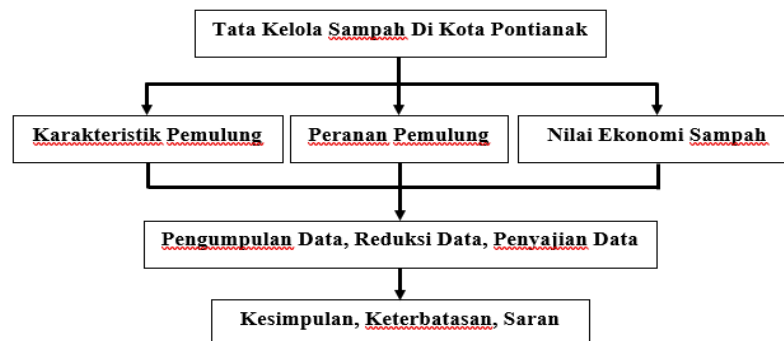 Tata Kelola Sampah Di Kota Pontianak
Karakteristik Pemulung
Peranan Pemulung
Nilai Ekonomi Sampah
Pengumpulan Data, Reduksi Data, Penyajian Data
Kesimpulan, Keterbatasan, Saran